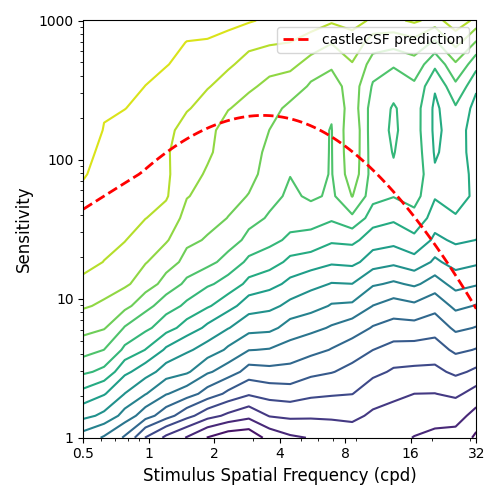 1000
castleCSF prediction
100
Sensitivity
10
1
0.5 1 2 4 8 16 32
Stimulus Spatial Frequency (cpd)